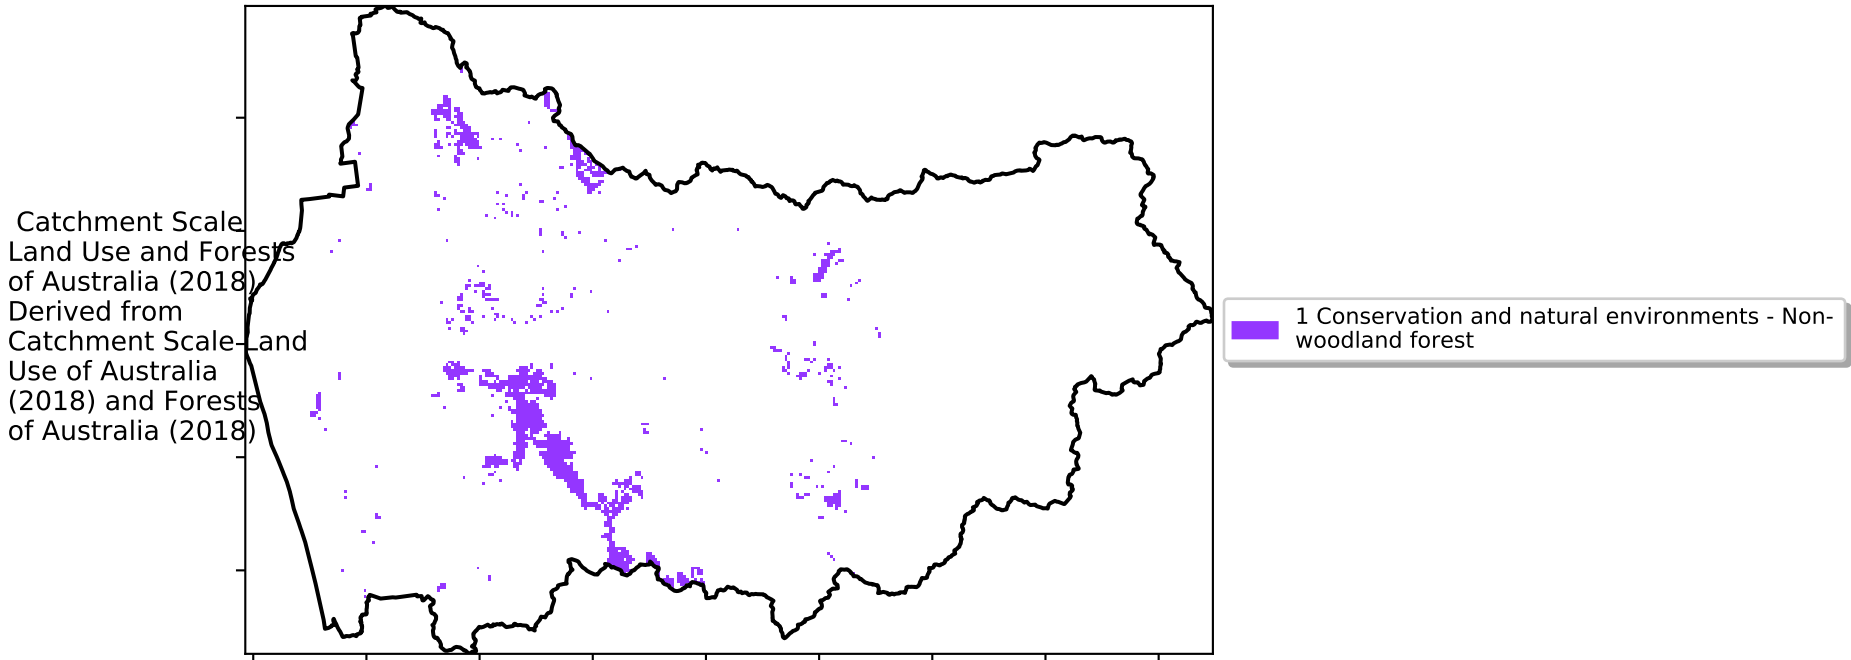 Catchment Scale
Land Use and Forests
of Australia (2018)
Derived from
Catchment Scale Land
Use of Australia
(2018) and Forests
of Australia (2018)
1 Conservation and natural environments - Non-
woodland forest